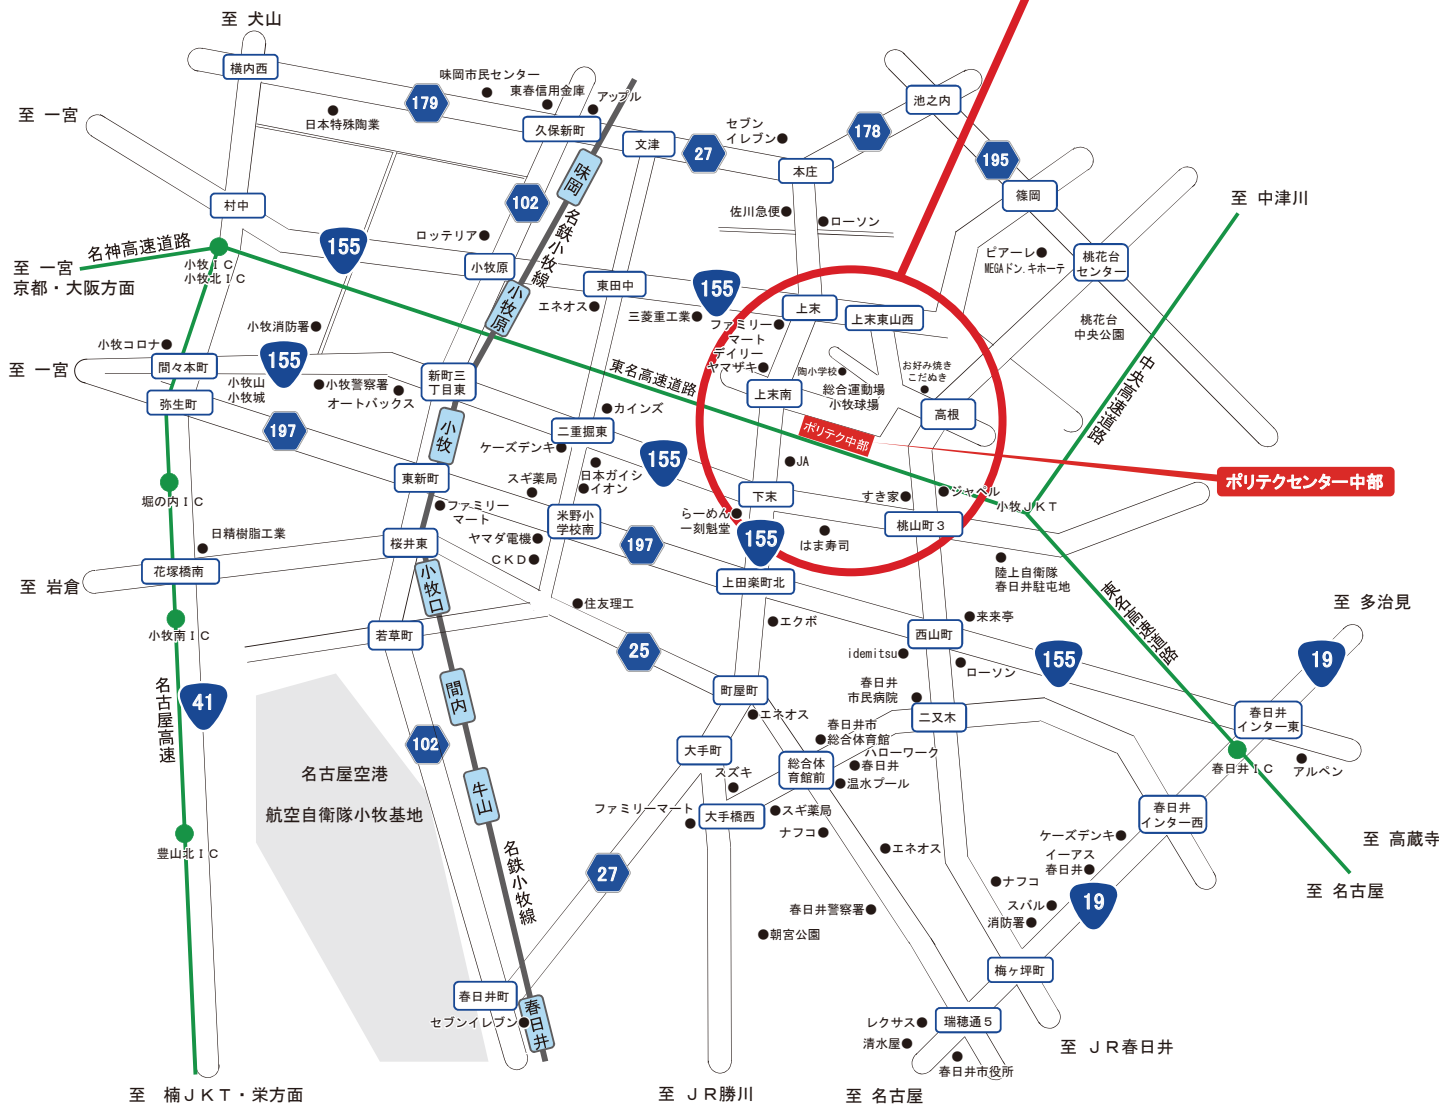 至 犬山
横内西
味岡市民センター
東春信用金庫
アップル
179
日本特殊陶業
久保新町
文津
27
セブン
イレブン
本庄
178
池之内
195
篠岡
至 一宮
村中
102
味岡
名鉄小牧線
佐川急便
ローソン
至 中津川
名神高速道路
155
ロッテリア
小牧原
小牧原
至 一宮
京都・大阪方面
小牧ＩＣ
小牧北ＩＣ
東田中
エネオス
155
三菱重工業
上末
上末東山西
ピアーレ
MEGAドン.キホーテ
桃花台
センター
桃花台
中央公園
ファミリー
マート
デイリー
ヤマザキ
陶小学校
お好み焼き
こだぬき
総合運動場
小牧球場
上末南
高根
ポリテク中部
中央高速道路
小牧消防署
小牧コロナ
間々本町
155
至 一宮
小牧山
小牧城
小牧警察署
オートバックス
新町三
丁目東
東名高速道路
弥生町
197
小牧
カインズ
二重掘東
ケーズデンキ
155
日本ガイシ
イオン
スギ薬局
東新町
ファミリー
マート
米野小
学校南
ヤマダ電機
ＣＫＤ
JA
下末
らーめん
一刻魁堂
155
すき家
ジャペル
桃山町３
はま寿司
小牧ＪＫＴ
ポリテクセンター中部
堀の内ＩＣ
日精樹脂工業
桜井東
花塚橋南
至 岩倉
小牧口
197
上田楽町北
陸上自衛隊
春日井駐屯地
東名高速道路
至 多治見
小牧南ＩＣ
若草町
住友理工
エクボ
25
西山町
来来亭
idemitsu
ローソン
155
19
41
名古屋高速
間内
町屋町
エネオス
春日井
市民病院
二又木
春日井
インター東
春日井ＩＣ
アルペン
102
大手町
スズキ
春日井市
総合体育館
ハローワーク
春日井
温水プール
総合体
育館前
名古屋空港
航空自衛隊小牧基地
牛山
ファミリーマート
大手橋西
スギ薬局
ナフコ
春日井
インター西
至 高蔵寺
豊山北ＩＣ
名鉄小牧線
27
エネオス
ケーズデンキ
イーアス
春日井
ナフコ
スバル
消防署
19
至 名古屋
春日井警察署
朝宮公園
梅ヶ坪町
春日井町
セブンイレブン
春日井
レクサス
清水屋
瑞穂通５
春日井市役所
至 ＪＲ春日井
至　楠ＪＫＴ・栄方面
至 ＪＲ勝川
至 名古屋